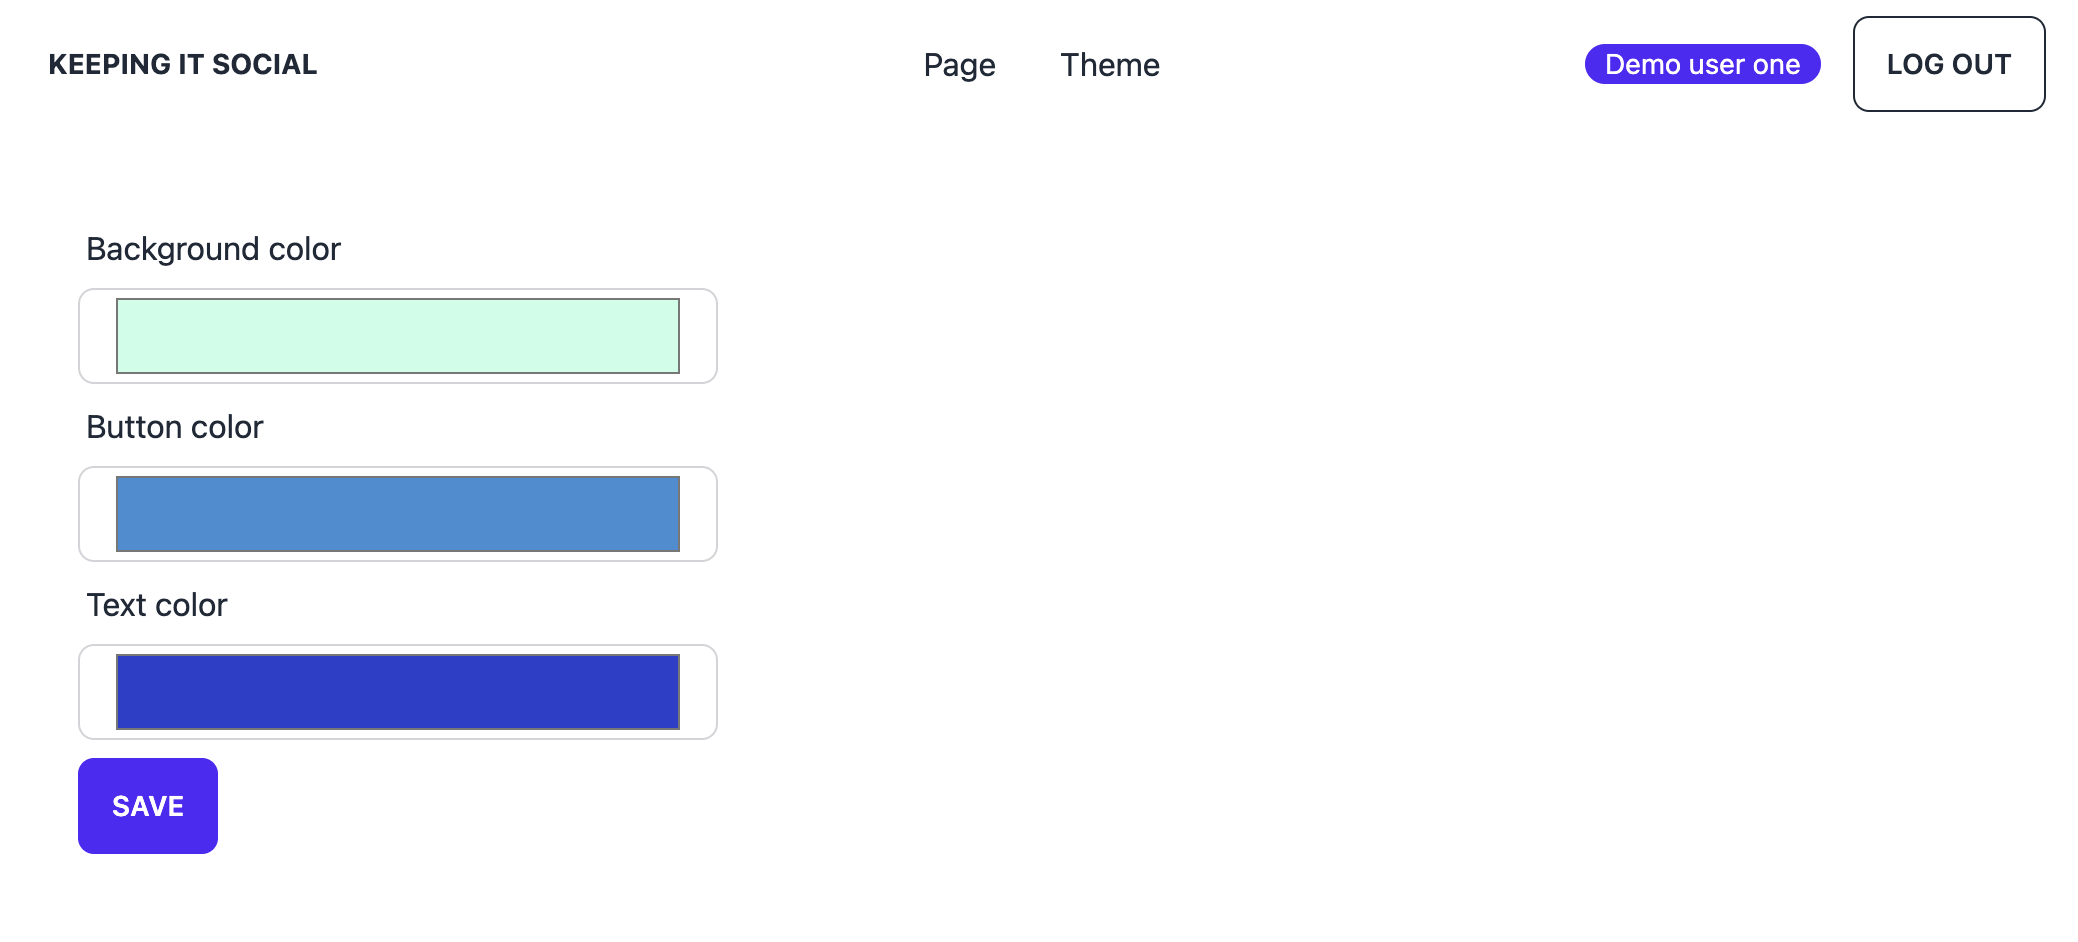 KEEPING IT SOCIAL
Page
Theme
Demo user one
LOG OUT
Background color
Button color
Text color
SAVE